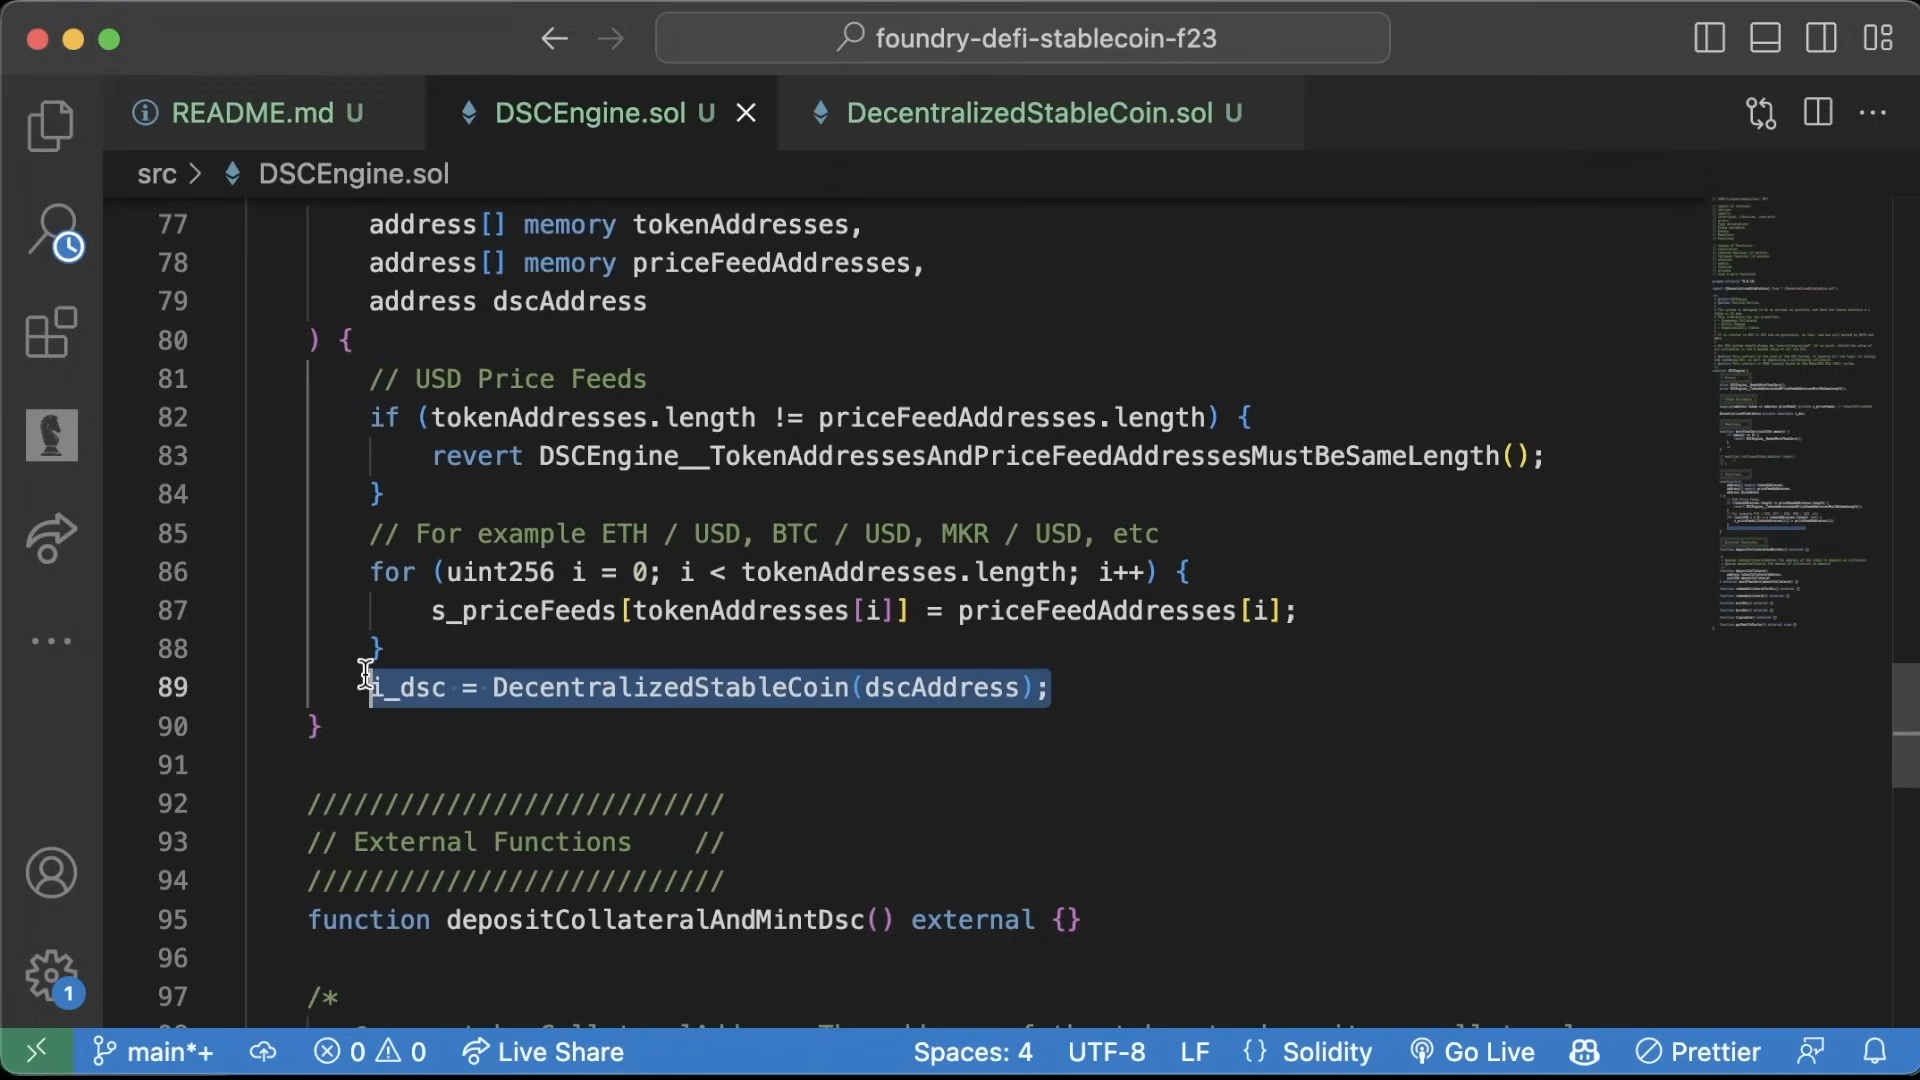 foundry-defi-stablecoin-f23
README.md U
DSCEngine.sol U
DecentralizedStableCoin.sol U
src > DSCEngine.sol
77 address[] memory tokenAddresses,
78 address[] memory priceFeedAddresses,
79 address dscAddress
80 ) {
81 // USD Price Feeds
82 if (tokenAddresses.length != priceFeedAddresses.length) {
83 revert DSCEngine__TokenAddressesAndPriceFeedAddressesMustBeSameLength();
84 }
85 // For example ETH / USD, BTC / USD, MKR / USD, etc
86 for (uint256 i = 0; i < tokenAddresses.length; i++) {
87 s_priceFeeds[tokenAddresses[i]] = priceFeedAddresses[i];
88 }
89 i_dsc = DecentralizedStableCoin(dscAddress);
90 }
91
92 ///////////////////////////
93 // External Functions    //
94 ///////////////////////////
95 function depositCollateralAndMintDsc() external {}
96
97 /*
1 main*+ 0 0 Live Share Spaces: 4 UTF-8 LF {} Solidity Go Live Prettier